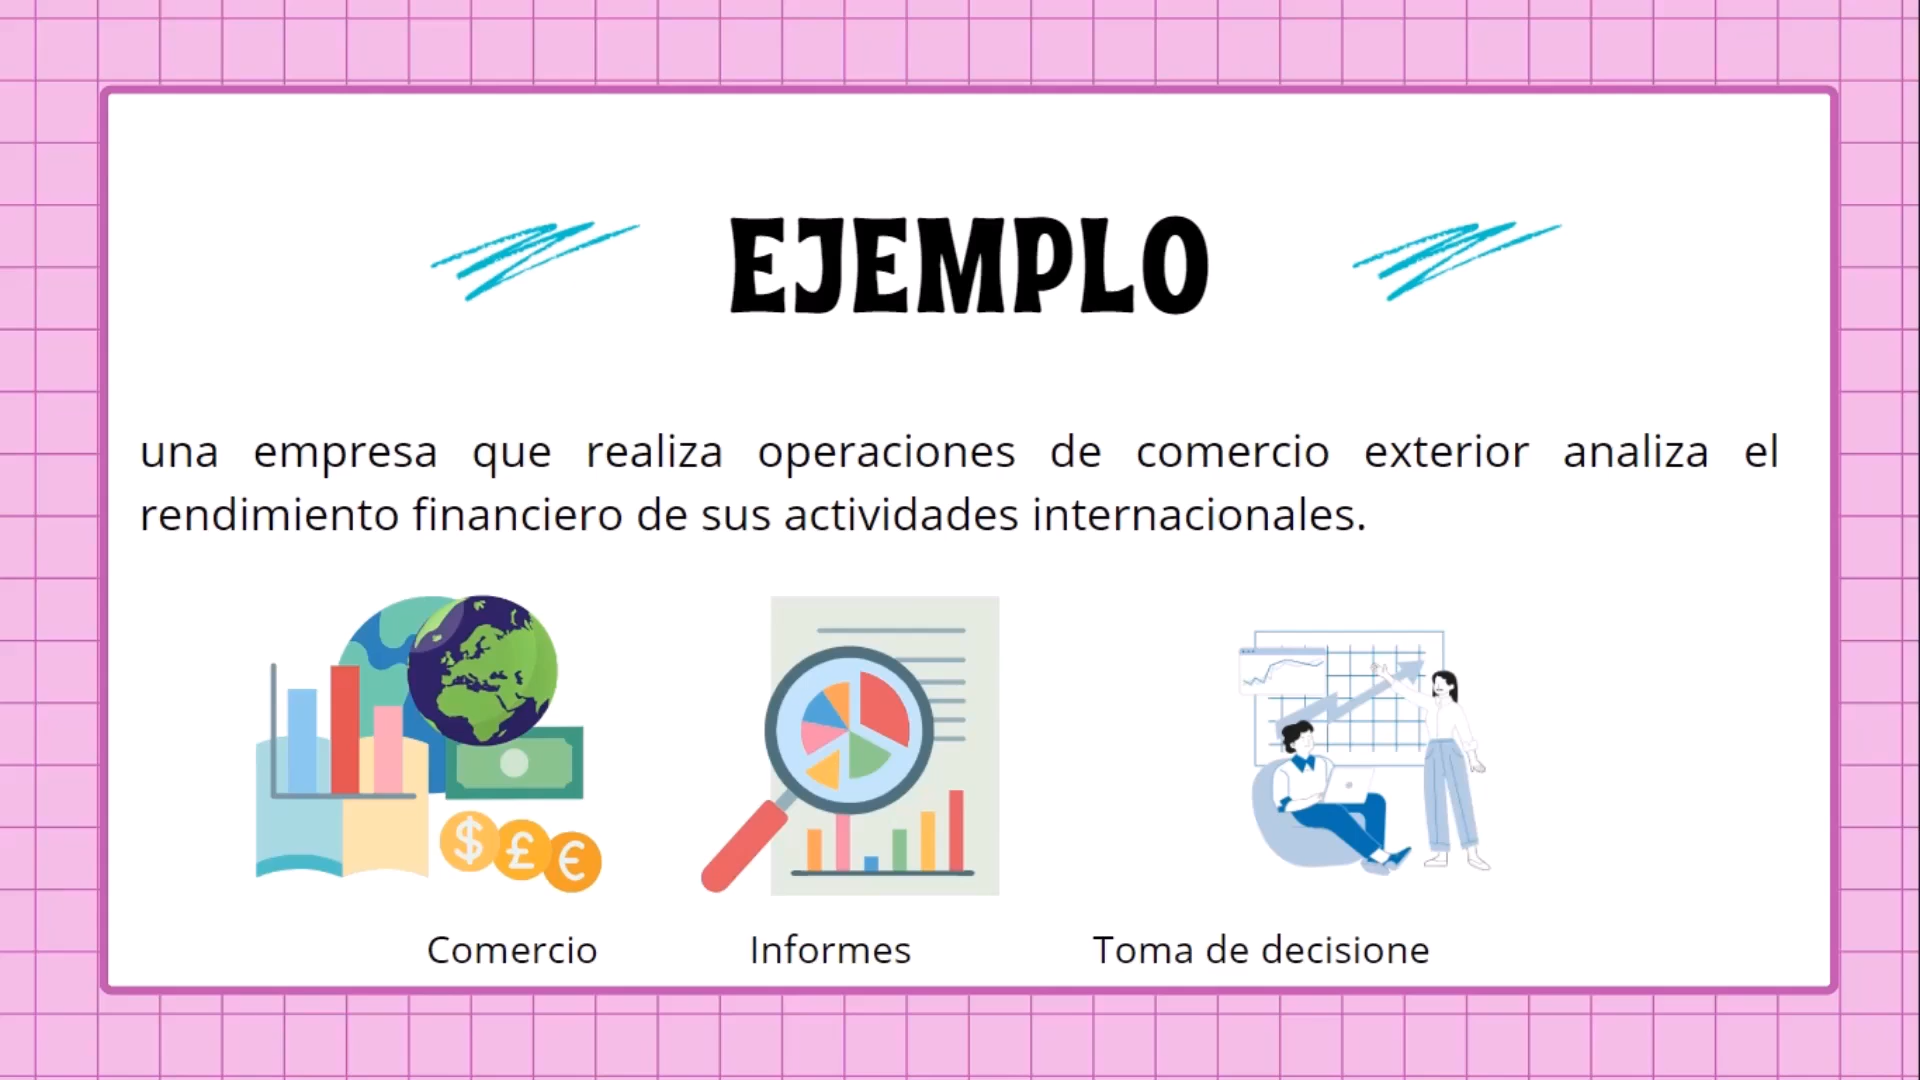 EJEMPLO
una empresa que realiza operaciones de comercio exterior analiza el
rendimiento financiero de sus actividades internacionales.
$ £ €
Comercio Informes Toma de decisione